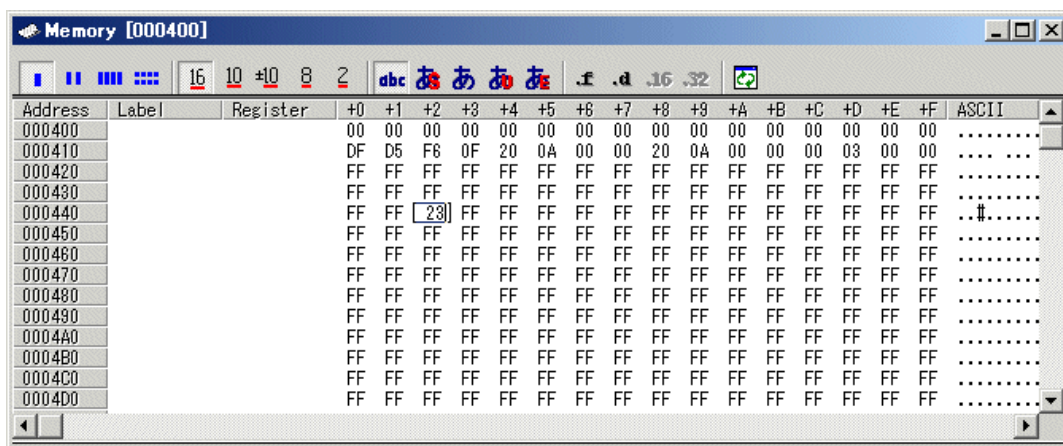 Memory [000400]
16 10 ±10 8 2 abc あS あ あU あE .f .d .16 .32
Address Label Register +0 +1 +2 +3 +4 +5 +6 +7 +8 +9 +A +B +C +D +E +F ASCII
000400 00 00 00 00 00 00 00 00 00 00 00 00 00 00 00 00 .........
000410 DF D5 F6 0F 20 0A 00 00 20 0A 00 00 00 03 00 00 .... ...
000420 FF FF FF FF FF FF FF FF FF FF FF FF FF FF FF FF .........
000430 FF FF FF FF FF FF FF FF FF FF FF FF FF FF FF FF .........
000440 FF FF 23 FF FF FF FF FF FF FF FF FF FF FF FF FF ..#......
000450 FF FF FF FF FF FF FF FF FF FF FF FF FF FF FF FF .........
000460 FF FF FF FF FF FF FF FF FF FF FF FF FF FF FF FF .........
000470 FF FF FF FF FF FF FF FF FF FF FF FF FF FF FF FF .........
000480 FF FF FF FF FF FF FF FF FF FF FF FF FF FF FF FF .........
000490 FF FF FF FF FF FF FF FF FF FF FF FF FF FF FF FF .........
0004A0 FF FF FF FF FF FF FF FF FF FF FF FF FF FF FF FF .........
0004B0 FF FF FF FF FF FF FF FF FF FF FF FF FF FF FF FF .........
0004C0 FF FF FF FF FF FF FF FF FF FF FF FF FF FF FF FF .........
0004D0 FF FF FF FF FF FF FF FF FF FF FF FF FF FF FF FF .........